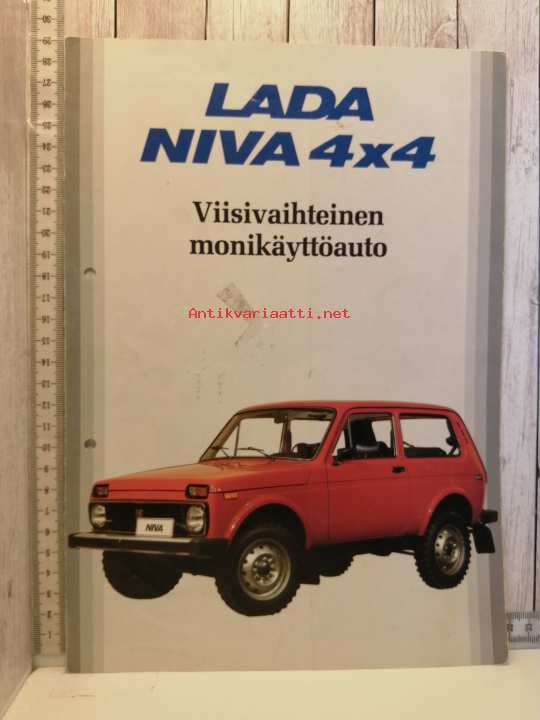 LADA
NIVA 4x4
Viisivaihteinen
monikäyttöauto
Antikvariaatti.net
NIVA